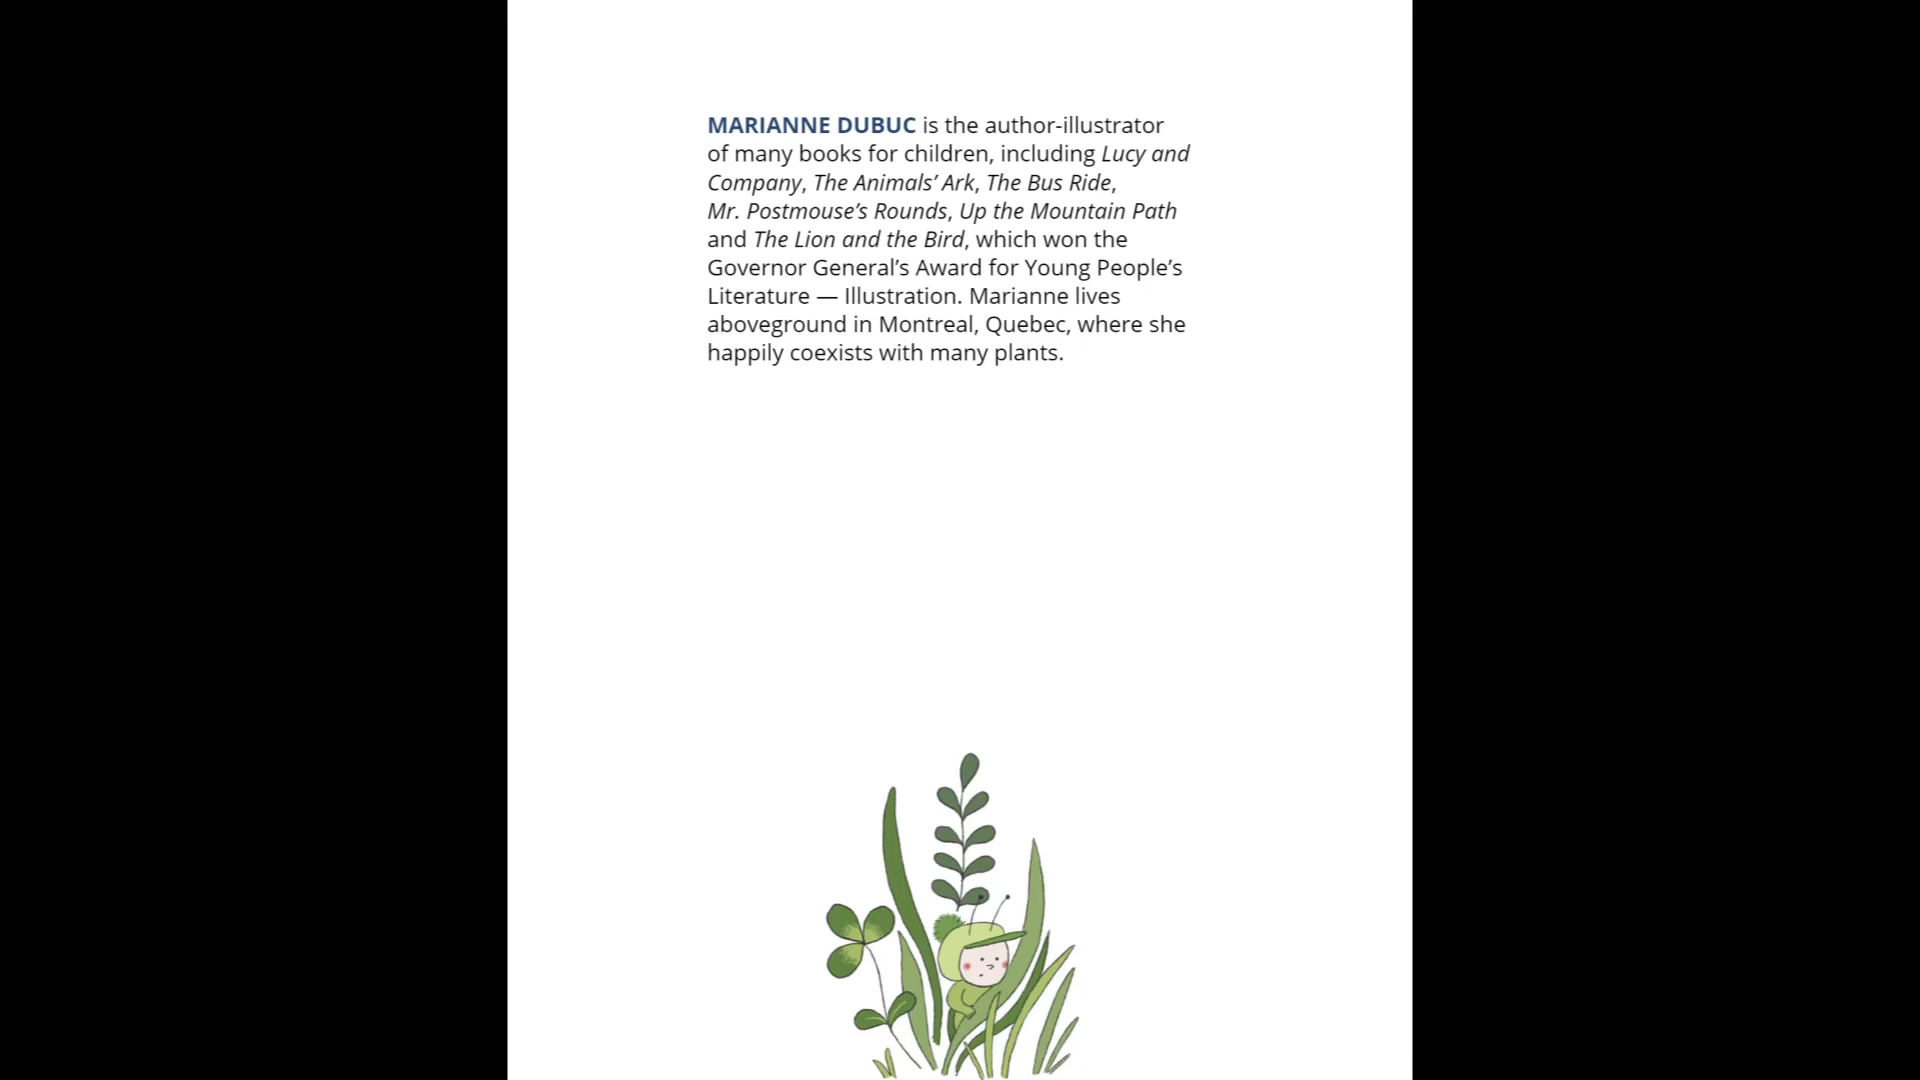 MARIANNE DUBUC is the author-illustrator
of many books for children, including Lucy and
Company, The Animals’ Ark, The Bus Ride,
Mr. Postmouse’s Rounds, Up the Mountain Path
and The Lion and the Bird, which won the
Governor General’s Award for Young People’s
Literature — Illustration. Marianne lives
aboveground in Montreal, Quebec, where she
happily coexists with many plants.